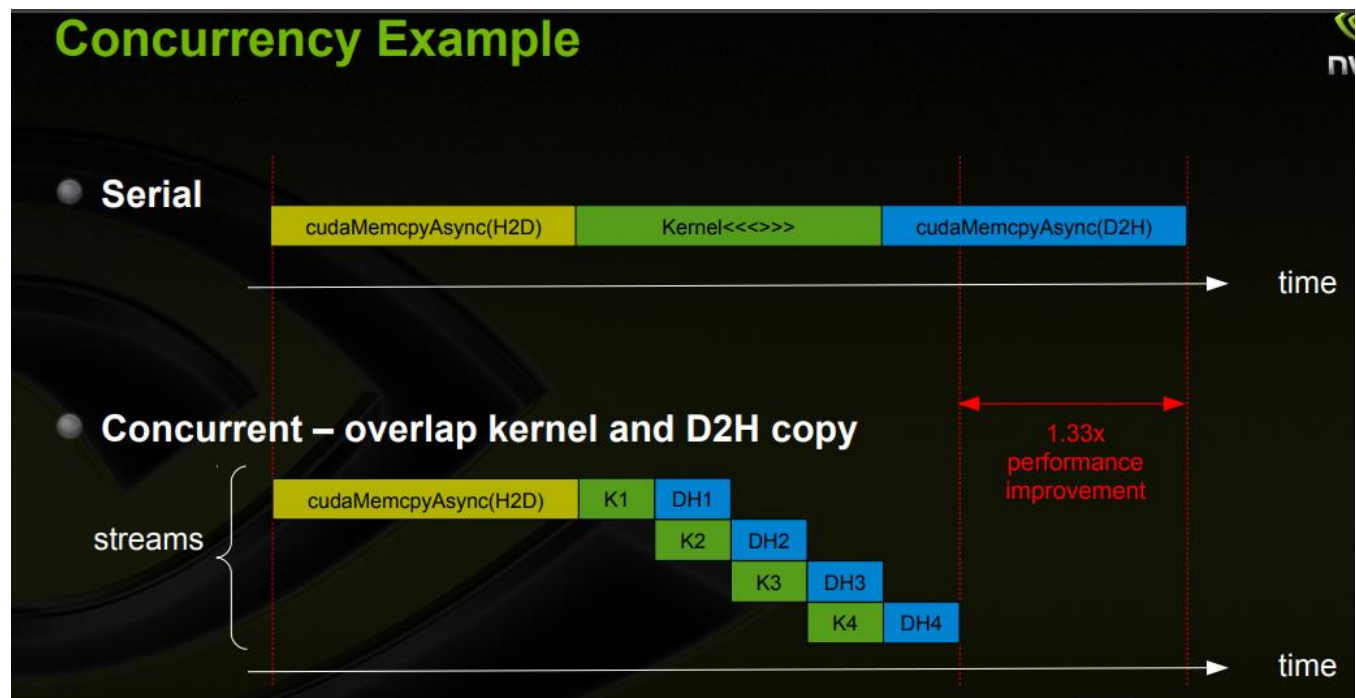 Concurrency Example
Serial
cudaMemcpyAsync(H2D) Kernel<<<>>> cudaMemcpyAsync(D2H)
time
Concurrent – overlap kernel and D2H copy
1.33x
performance
improvement
streams
cudaMemcpyAsync(H2D) K1 DH1
K2 DH2
K3 DH3
K4 DH4
time